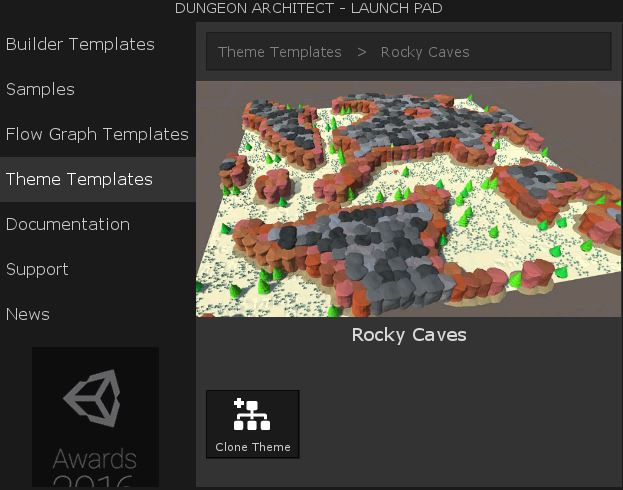 DUNGEON ARCHITECT - LAUNCH PAD
Builder Templates
Samples
Flow Graph Templates
Theme Templates
Documentation
Support
News
Awards
2016
Theme Templates > Rocky Caves
Rocky Caves
Clone Theme